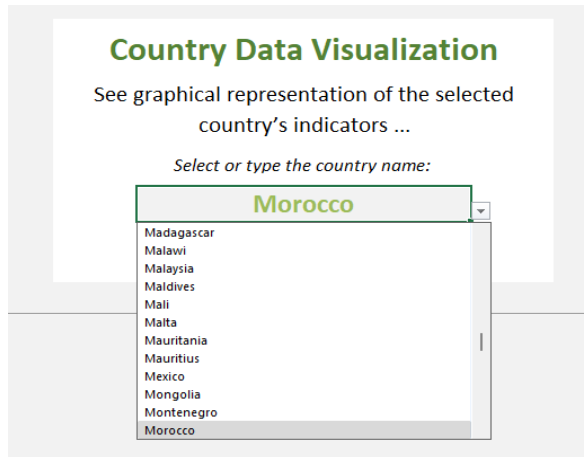 Country Data Visualization
See graphical representation of the selected
country's indicators ...
Select or type the country name:
Morocco
Madagascar
Malawi
Malaysia
Maldives
Mali
Malta
Mauritania
Mauritius
Mexico
Mongolia
Montenegro
Morocco